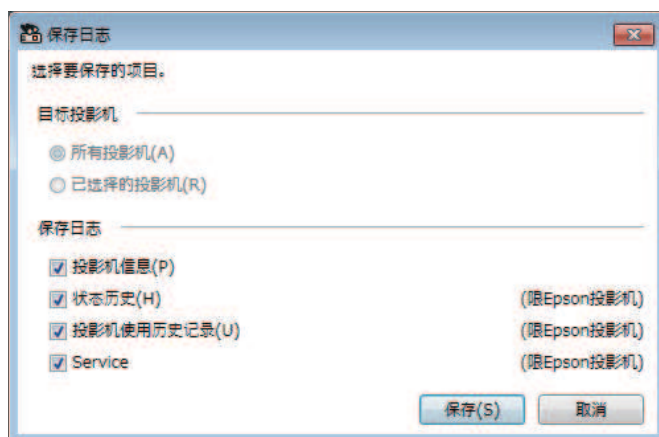 保存日志
选择要保存的项目。
目标投影机
所有投影机(A)
已选择的投影机(R)
保存日志
投影机信息(P)
状态历史(H) (限Epson投影机)
投影机使用历史记录(U) (限Epson投影机)
Service (限Epson投影机)
保存(S) 取消